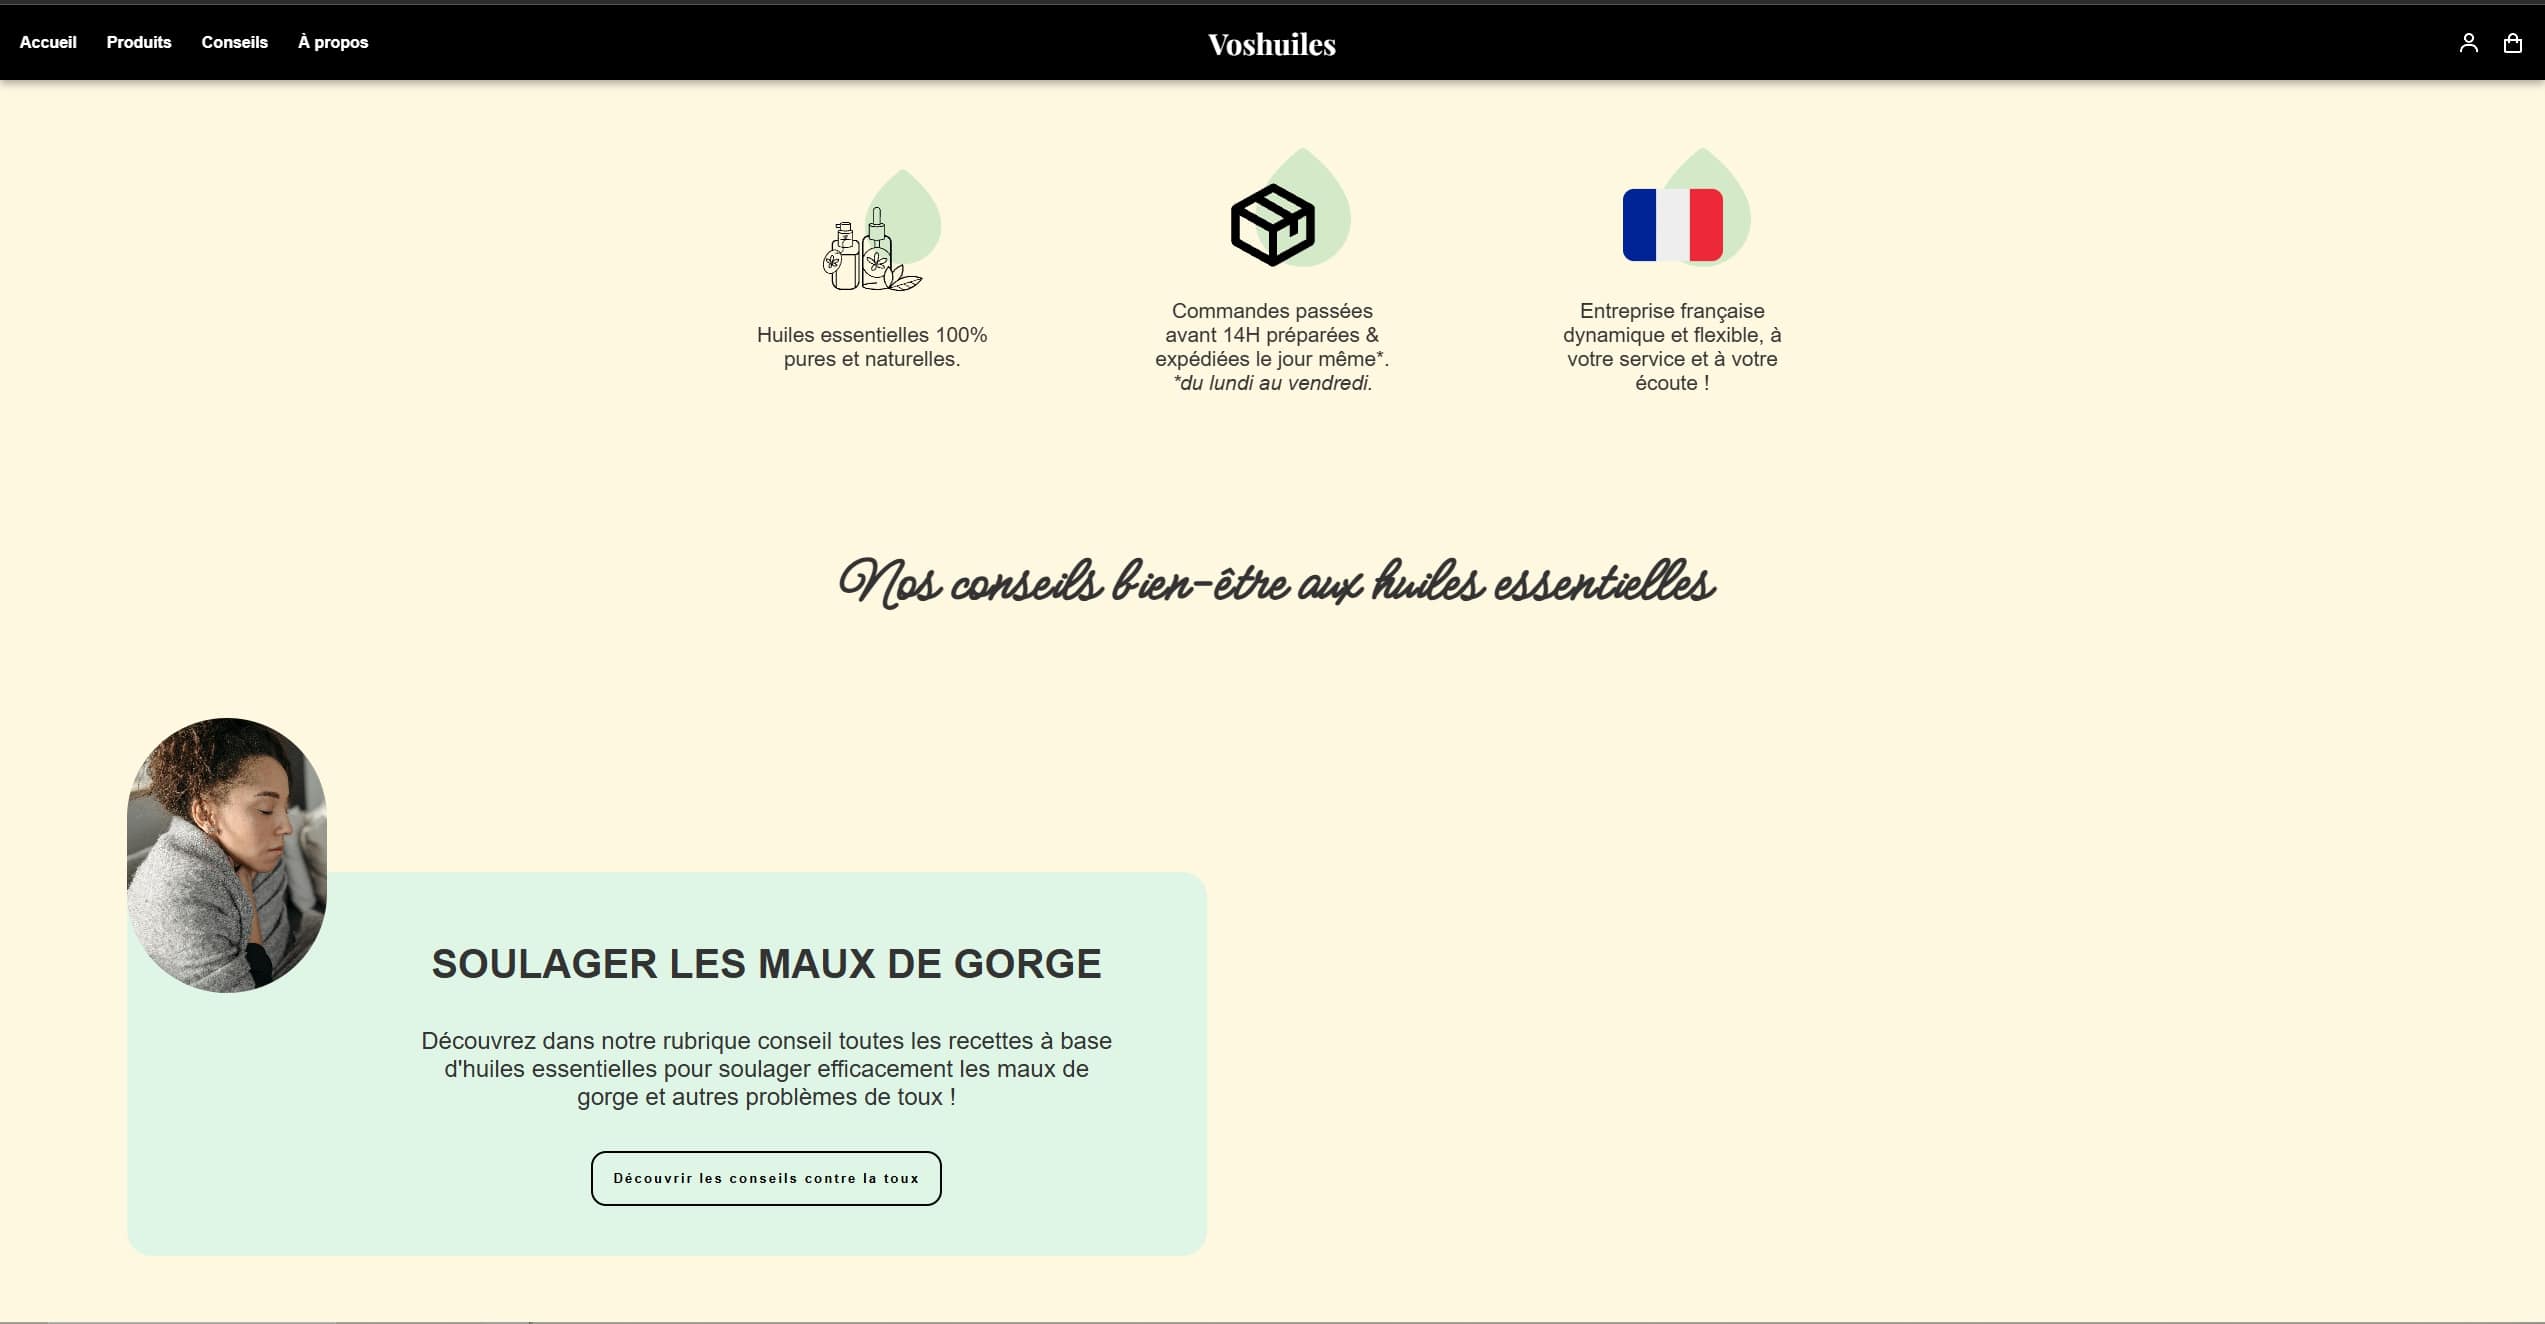 Accueil Produits Conseils À propos
Voshuiles
Huiles essentielles 100%
pures et naturelles.
Commandes passées
avant 14H préparées &
expédiées le jour même*.
*du lundi au vendredi.
Entreprise française
dynamique et flexible, à
votre service et à votre
écoute !
Nos conseils bien-être aux huiles essentielles
SOULAGER LES MAUX DE GORGE
Découvrez dans notre rubrique conseil toutes les recettes à base
d'huiles essentielles pour soulager efficacement les maux de
gorge et autres problèmes de toux !
Découvrir les conseils contre la toux